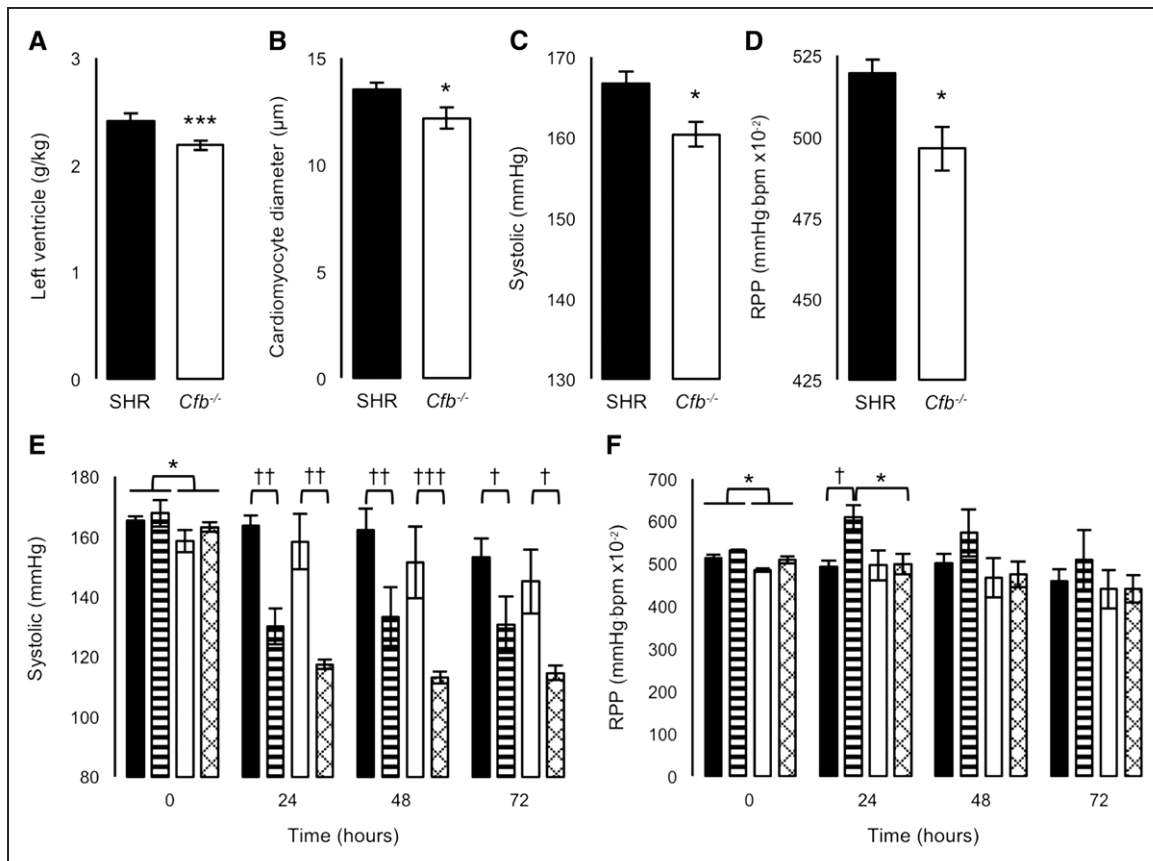 A
Left ventricle (g/kg)
3
2
1
0
***
SHR
Cfb-/-
B
Cardiomyocyte diameter (µm)
15
10
5
0
*
SHR
Cfb-/-
C
Systolic (mmHg)
170
160
150
140
130
*
SHR
Cfb-/-
D
RPP (mmHg·bpm x10-2)
525
500
475
450
425
*
SHR
Cfb-/-
E
Systolic (mmHg)
180
160
140
120
100
80
*
††
††
††
†††
†
†
0
24
48
72
Time (hours)
F
RPP (mmHg·bpm x10-2)
700
600
500
400
300
200
100
0
*
†
*
0
24
48
72
Time (hours)